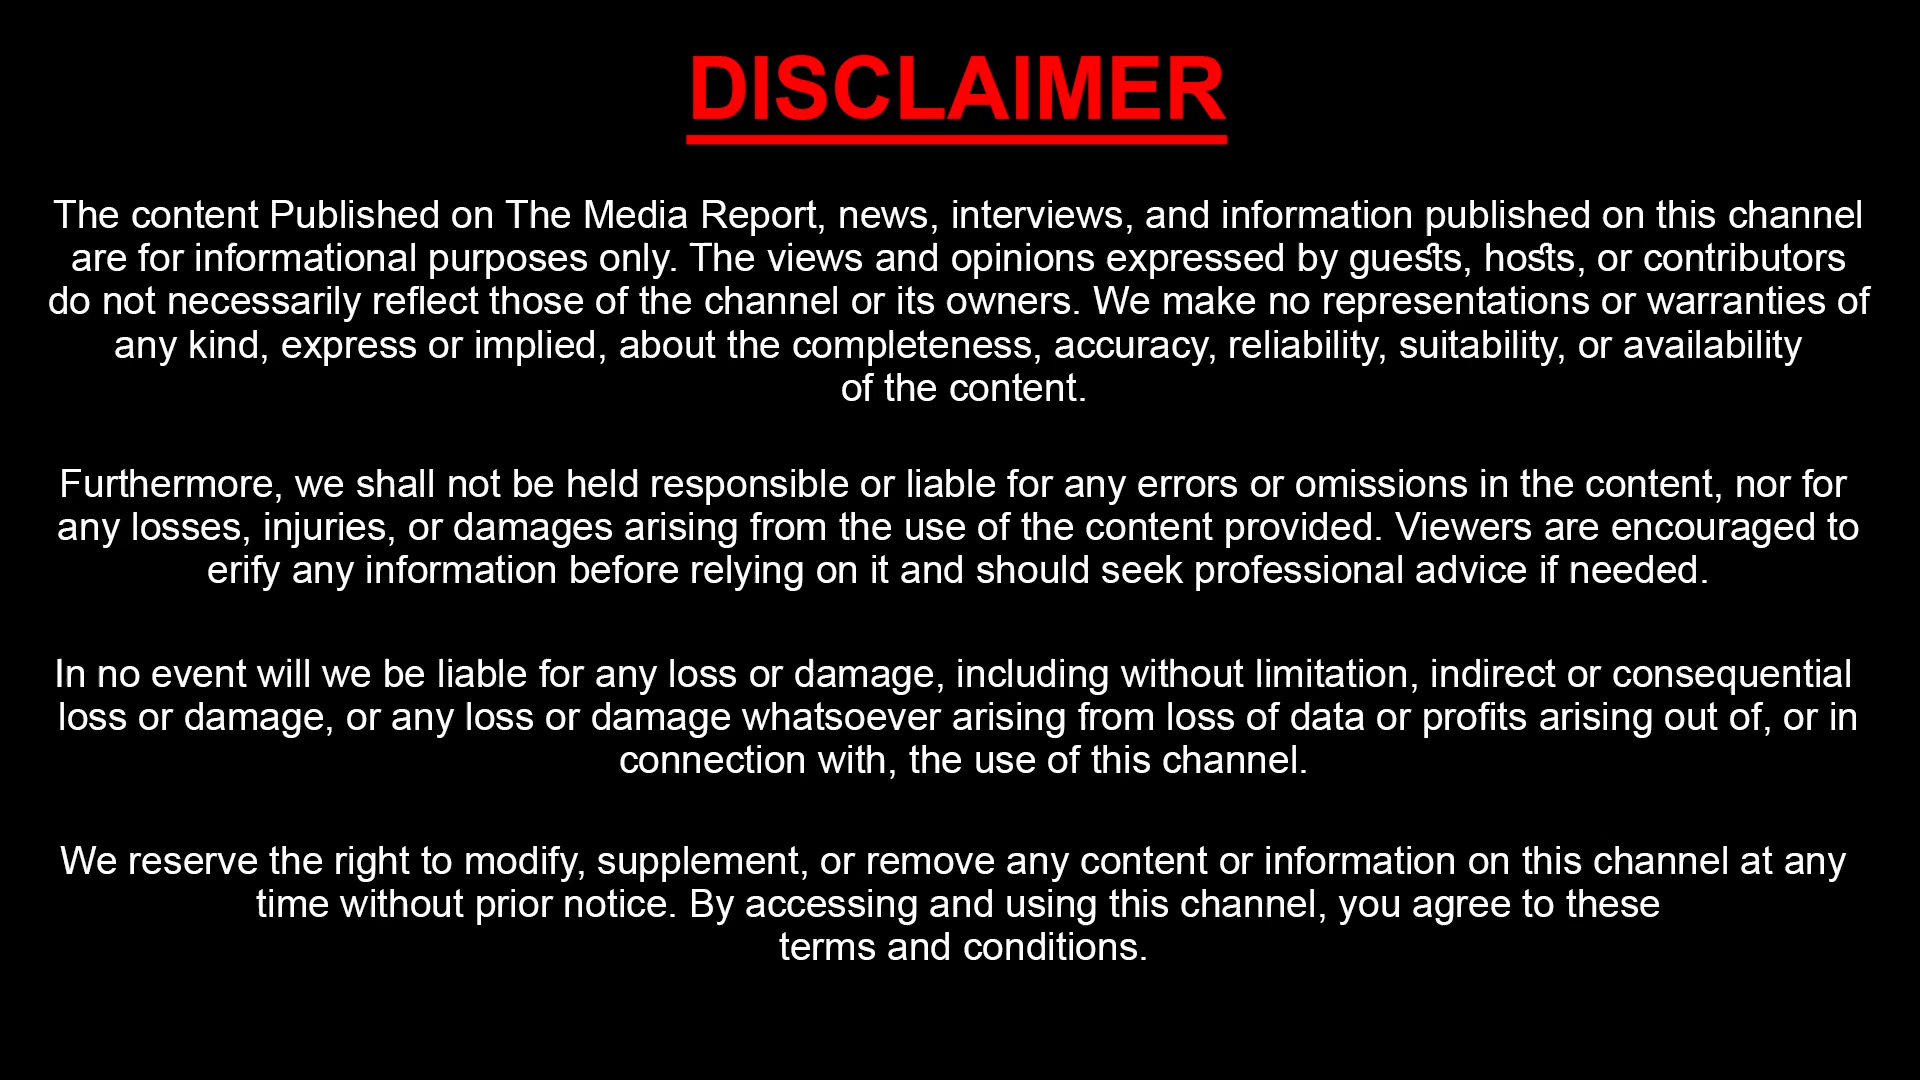 DISCLAIMER
The content Published on The Media Report, news, interviews, and information published on this channel
are for informational purposes only. The views and opinions expressed by guests, hosts, or contributors
do not necessarily reflect those of the channel or its owners. We make no representations or warranties of
any kind, express or implied, about the completeness, accuracy, reliability, suitability, or availability
of the content.
Furthermore, we shall not be held responsible or liable for any errors or omissions in the content, nor for
any losses, injuries, or damages arising from the use of the content provided. Viewers are encouraged to
erify any information before relying on it and should seek professional advice if needed.
In no event will we be liable for any loss or damage, including without limitation, indirect or consequential
loss or damage, or any loss or damage whatsoever arising from loss of data or profits arising out of, or in
connection with, the use of this channel.
We reserve the right to modify, supplement, or remove any content or information on this channel at any
time without prior notice. By accessing and using this channel, you agree to these
terms and conditions.